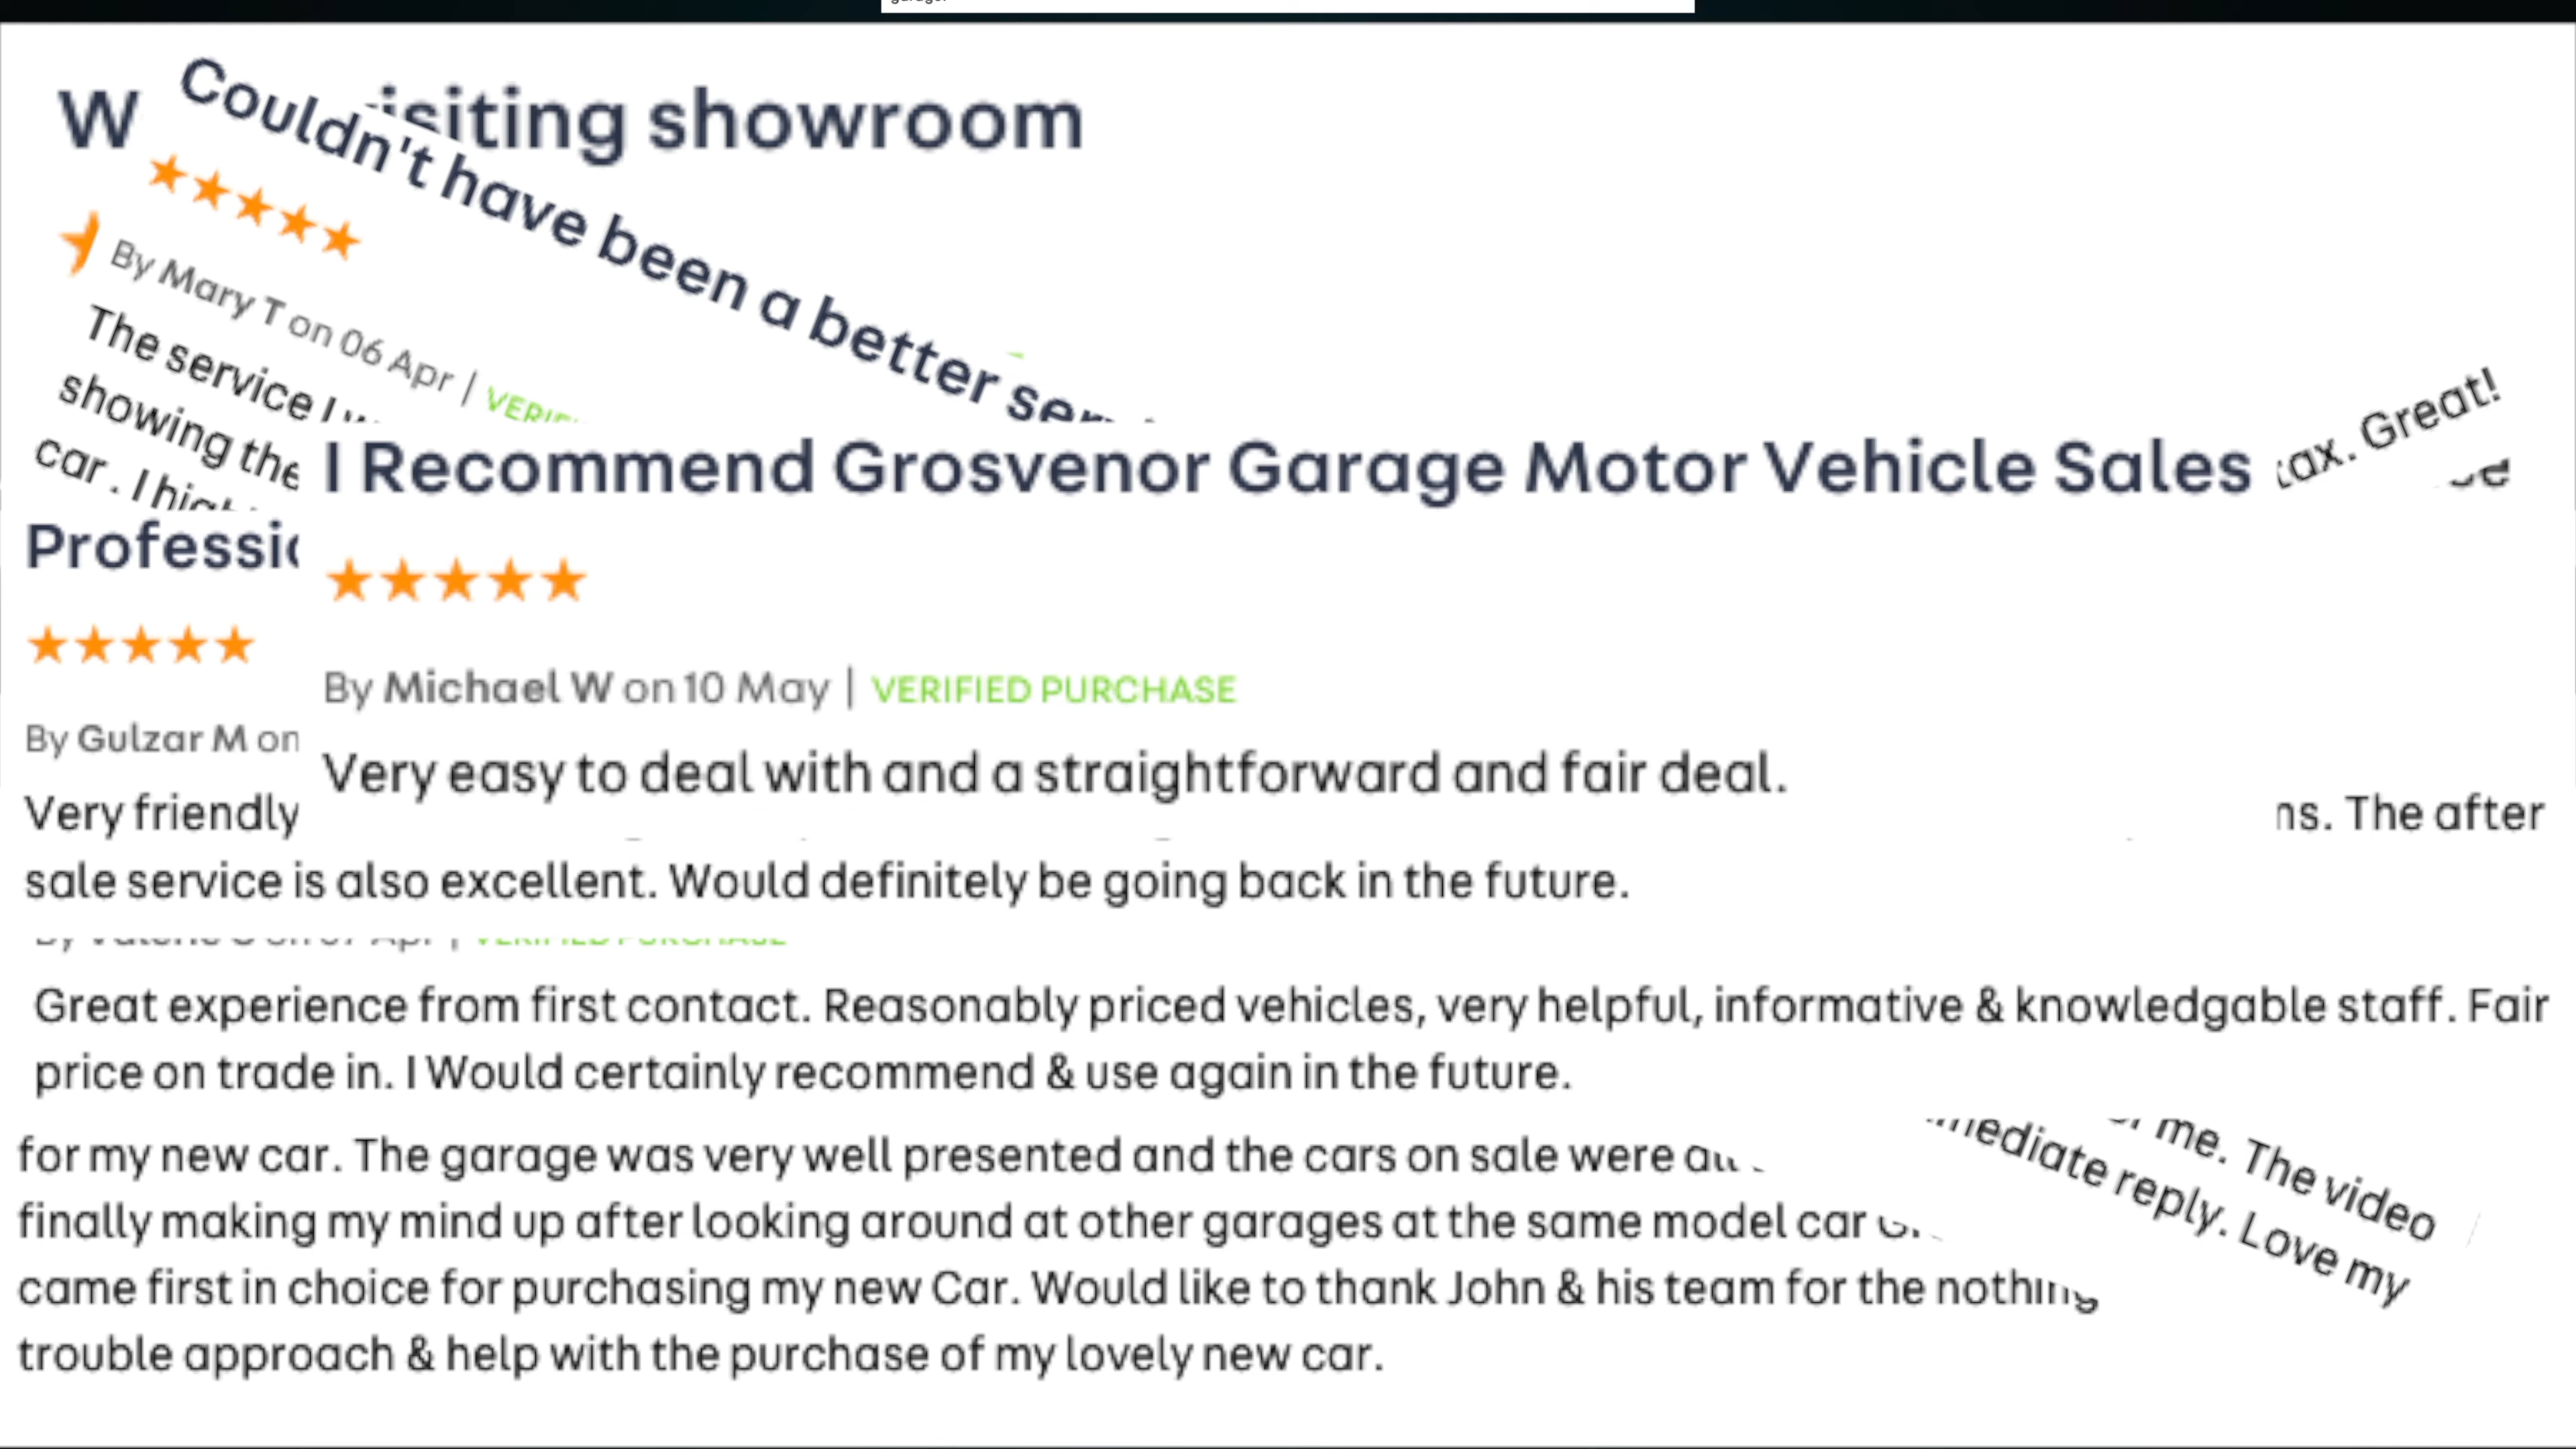 W
isiting showroom
Couldn't have been a better
By Mary T on 06 Apr |
The service I
showing the
car. I
tax. Great!
I Recommend Grosvenor Garage Motor Vehicle Sales
By Michael W on 10 May | VERIFIED PURCHASE
Very easy to deal with and a straightforward and fair deal.
By Gulzar M on
Very friendly
The after
sale service is also excellent. Would definitely be going back in the future.
Great experience from first contact. Reasonably priced vehicles, very helpful, informative & knowledgable staff. Fair
price on trade in. I Would certainly recommend & use again in the future.
me. The video
reply. Love my
for my new car. The garage was very well presented and the cars on sale were
finally making my mind up after looking around at other garages at the same model car
came first in choice for purchasing my new Car. Would like to thank John & his team for the nothing
trouble approach & help with the purchase of my lovely new car.